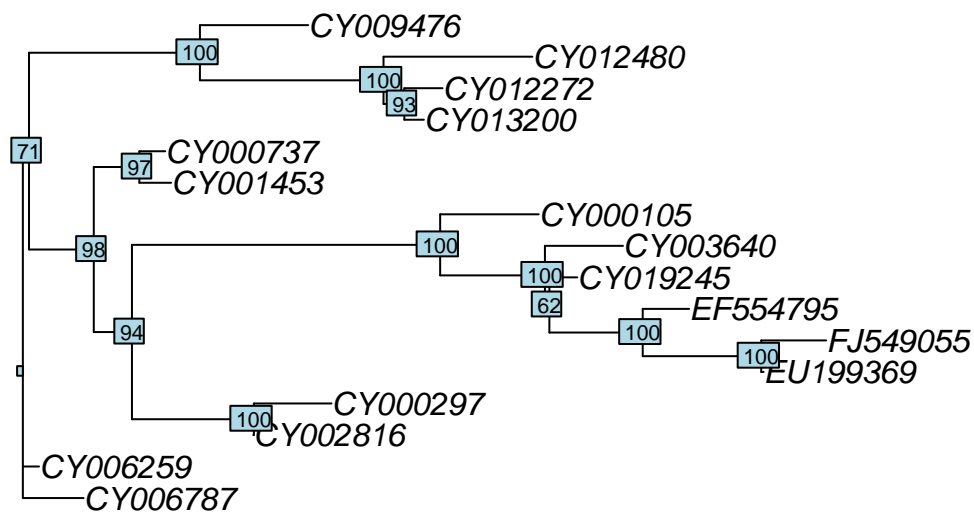 CY009476
100
CY012480
100
CY012272
93
CY013200
71
CY000737
97
CY001453
CY000105
100
98
CY003640
100
CY019245
62
EF554795
94
100
FJ549055
100
EU199369
CY000297
100
CY002816
CY006259
CY006787